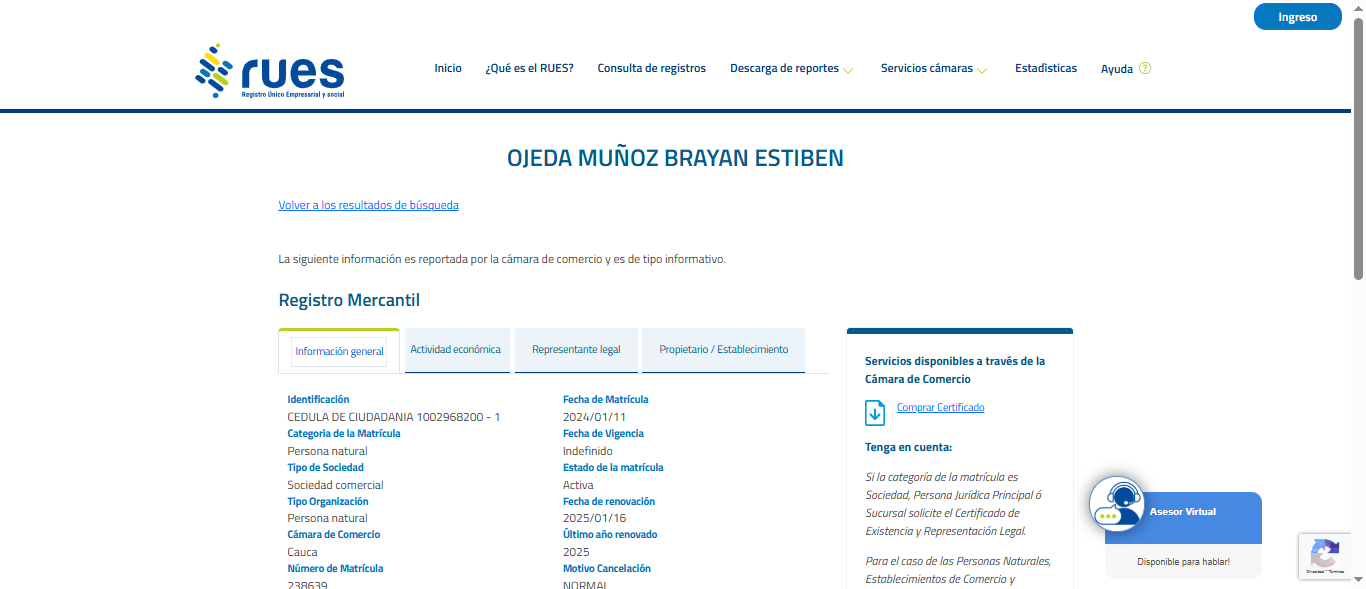 Ingreso
rues
Registro Único Empresarial y social
Inicio
¿Qué es el RUES?
Consulta de registros
Descarga de reportes
Servicios cámaras
Estadísticas
Ayuda ?
OJEDA MUÑOZ BRAYAN ESTIBEN
Volver a los resultados de búsqueda
La siguiente información es reportada por la cámara de comercio y es de tipo informativo.
Registro Mercantil
Información general
Actividad económica
Representante legal
Propietario / Establecimiento
Identificación
CEDULA DE CIUDADANIA 1002968200 - 1
Categoria de la Matrícula
Persona natural
Tipo de Sociedad
Sociedad comercial
Tipo Organización
Persona natural
Cámara de Comercio
Cauca
Número de Matrícula
238639
Fecha de Matrícula
2024/01/11
Fecha de Vigencia
Indefinido
Estado de la matrícula
Activa
Fecha de renovación
2025/01/16
Último año renovado
2025
Motivo Cancelación
NORMAL
Servicios disponibles a través de la
Cámara de Comercio
Comprar Certificado
Tenga en cuenta:
Si la categoría de la matrícula es
Sociedad, Persona Jurídica Principal ó
Sucursal solicite el Certificado de
Existencia y Representación Legal.
Para el caso de las Personas Naturales,
Establecimientos de Comercio y
Asesor Virtual
Disponible para hablar!
Privacidad - Términos